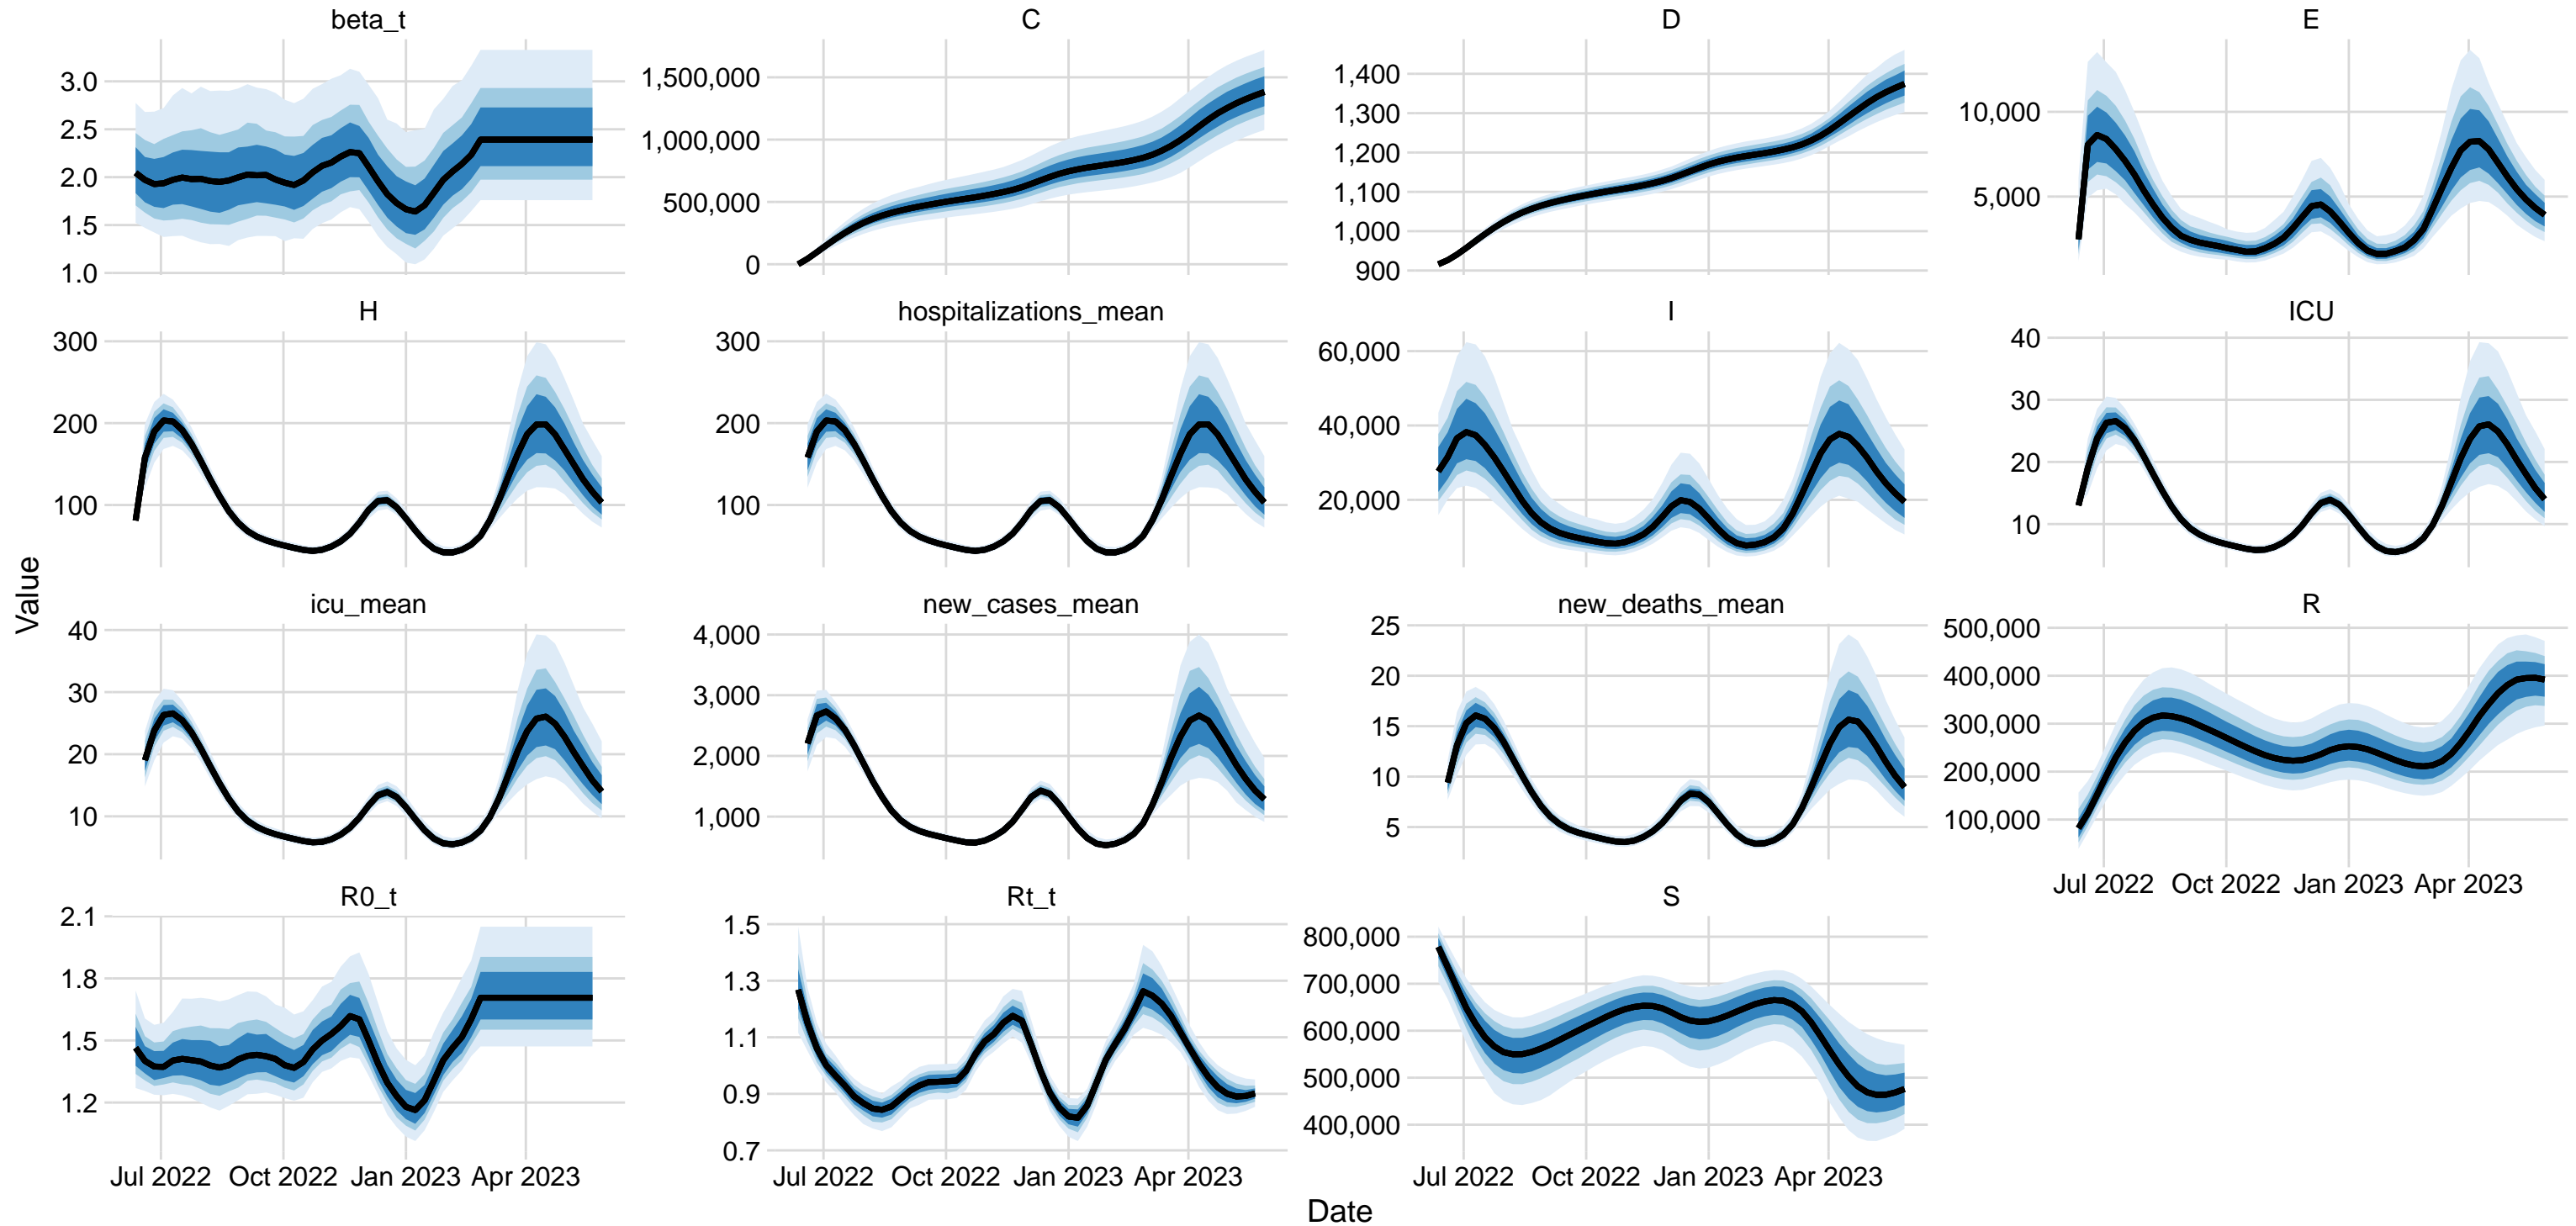 beta_t
C
D
E
3.0
2.5
2.0
1.5
1.0
1,500,000
1,000,000
500,000
0
1,400
1,300
1,200
1,100
1,000
900
10,000
5,000
H
hospitalizations_mean
I
ICU
300
200
100
300
200
100
60,000
40,000
20,000
40
30
20
10
Value
icu_mean
new_cases_mean
new_deaths_mean
R
40
30
20
10
4,000
3,000
2,000
1,000
25
20
15
10
5
500,000
400,000
300,000
200,000
100,000
Jul 2022 Oct 2022 Jan 2023 Apr 2023
R0_t
Rt_t
S
2.1
1.8
1.5
1.2
1.5
1.3
1.1
0.9
0.7
800,000
700,000
600,000
500,000
400,000
Jul 2022 Oct 2022 Jan 2023 Apr 2023
Jul 2022 Oct 2022 Jan 2023 Apr 2023
Jul 2022 Oct 2022 Jan 2023 Apr 2023
Date